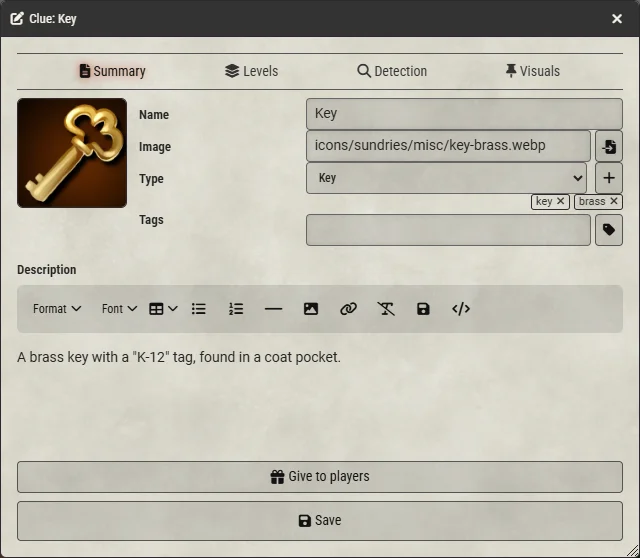 Clue: Key
Summary Levels Detection Visuals
Name Key
Image icons/sundries/misc/key-brass.webp
Type Key
key brass
Tags
Description
Format Font
A brass key with a "K-12" tag, found in a coat pocket.
Give to players
Save